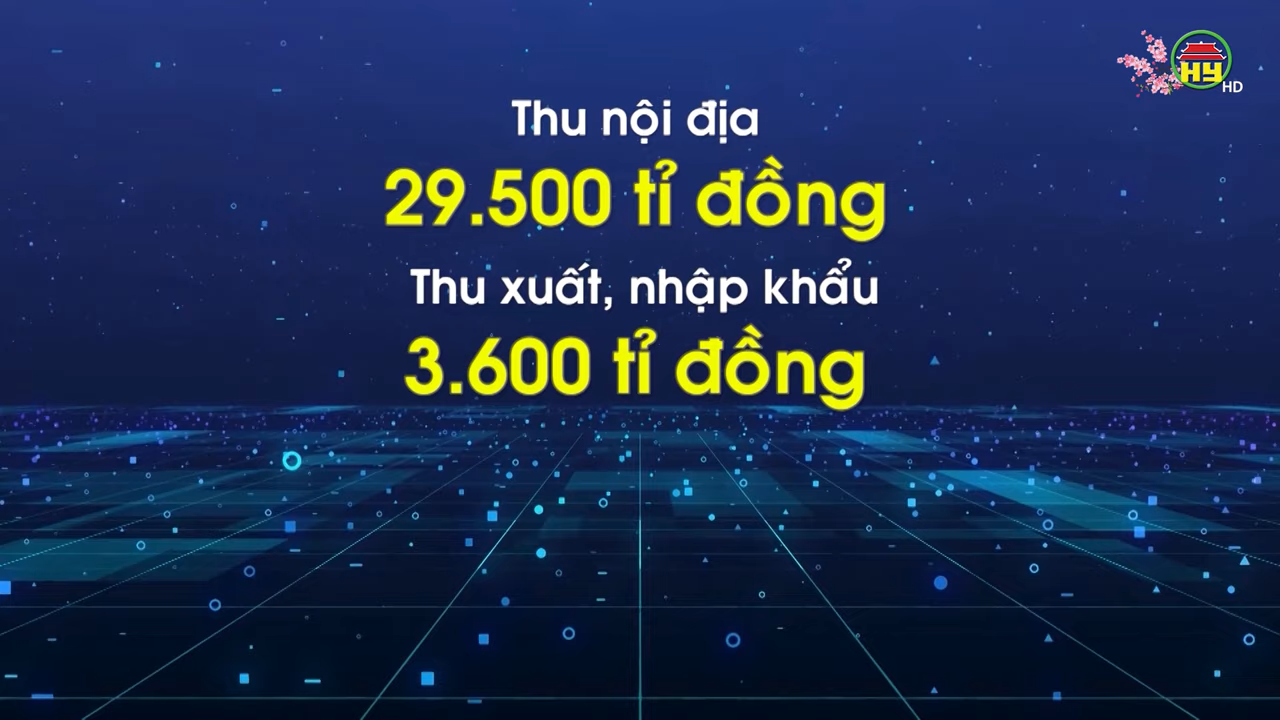 HY
HD
Thu nội địa
29.500 tỉ đồng
Thu xuất, nhập khẩu
3.600 tỉ đồng